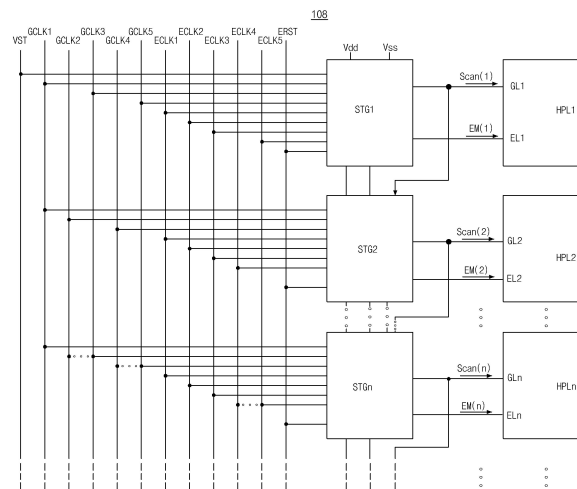 108
VST GCLK1 GCLK2 GCLK3 GCLK4 GCLK5 ECLK1 ECLK2 ECLK3 ECLK4 ECLK5 ERST
Vdd Vss
STG1
Scan(1)
GL1
EM(1)
EL1
HPL1
STG2
Scan(2)
GL2
EM(2)
EL2
HPL2
STGn
Scan(n)
GLn
EM(n)
ELn
HPLn